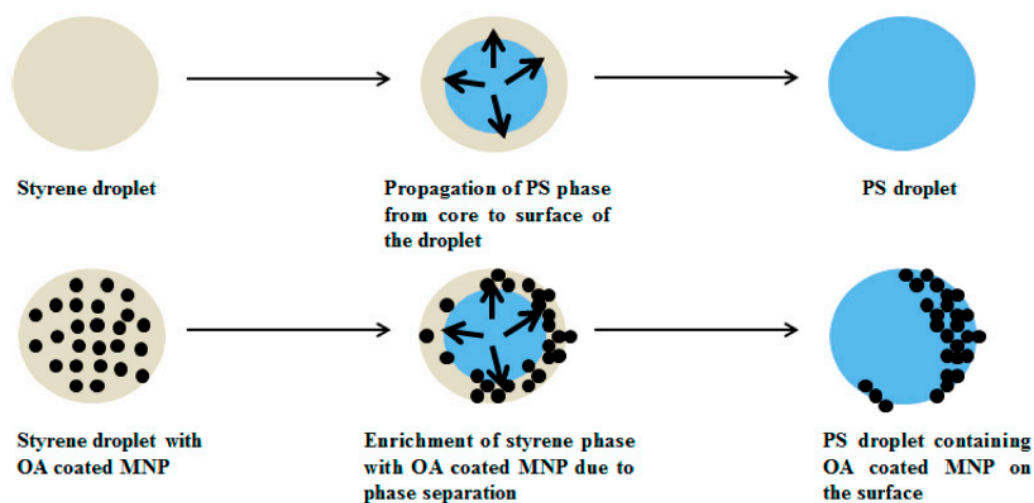 Styrene droplet
Propagation of PS phase
from core to surface of
the droplet
PS droplet
Styrene droplet with
OA coated MNP
Enrichment of styrene phase
with OA coated MNP due to
phase separation
PS droplet containing
OA coated MNP on
the surface